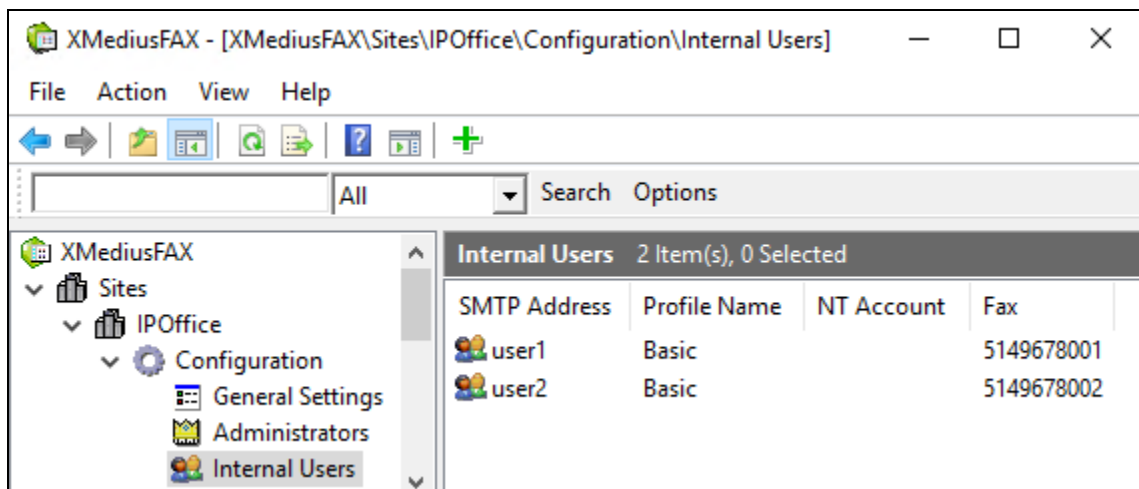 XMediusFAX - [XMediusFAX\Sites\IPOffice\Configuration\Internal Users]
File Action View Help
All Search Options
XMediusFAX
Sites
IPOffice
Configuration
General Settings
Administrators
Internal Users
Internal Users 2 Item(s), 0 Selected
SMTP Address Profile Name NT Account Fax
user1 Basic 5149678001
user2 Basic 5149678002